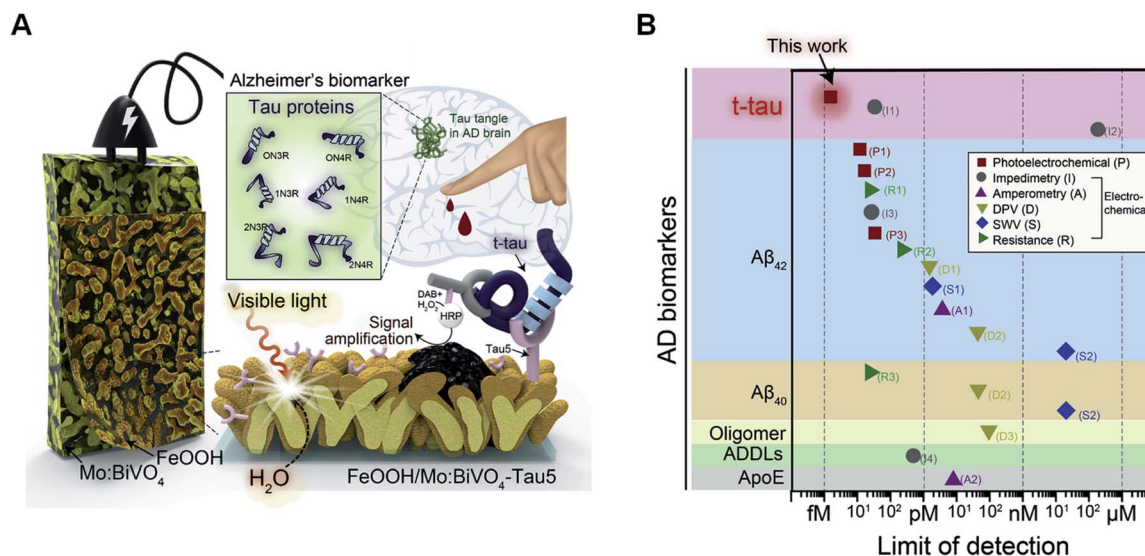 A
Alzheimer's biomarker
Tau proteins
ON3R
ON4R
1N3R
1N4R
2N3R
2N4R
Tau tangle
in AD brain
t-tau
DAB+
H₂O₂
HRP
Visible light
Signal
amplification
Tau5
FeOOH
Mo:BiVO₄
H₂O
FeOOH/Mo:BiVO₄-Tau5
B
This work
AD biomarkers
t-tau
(I1)
(I2)
Photoelectrochemical (P)
Impedimetry (I)
Amperometry (A)
DPV (D)
SWV (S)
Resistance (R)
Electro-
chemical
Aβ₄₂
(P1)
(P2)
(R1)
(I3)
(P3)
(R2)
(D1)
(S1)
(A1)
(D2)
(S2)
Aβ₄₀
(R3)
(D2)
(S2)
Oligomer
(D3)
ADDLs
(I4)
ApoE
(A2)
fM 10¹ 10² pM 10¹ 10² nM 10¹ 10² µM
Limit of detection